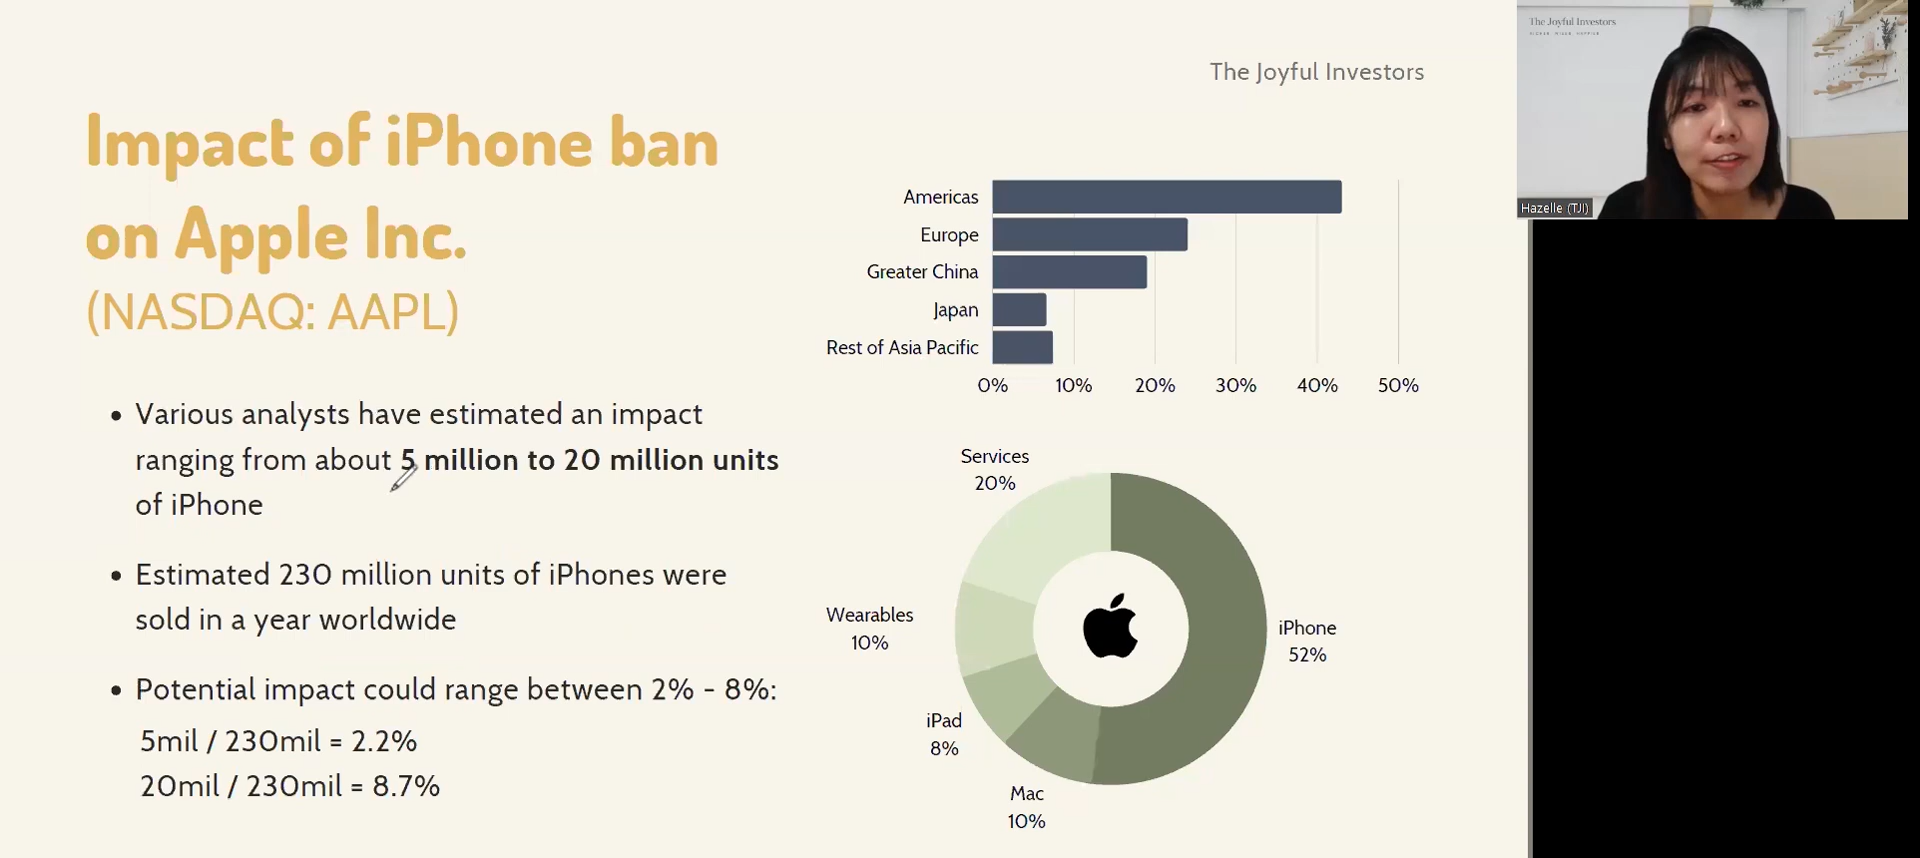 The Joyful Investors
Impact of iPhone ban
on Apple Inc.
(NASDAQ: AAPL)
• Various analysts have estimated an impact
ranging from about 5 million to 20 million units
of iPhone
• Estimated 230 million units of iPhones were
sold in a year worldwide
• Potential impact could range between 2% - 8%:
5mil / 230mil = 2.2%
20mil / 230mil = 8.7%
Americas
Europe
Greater China
Japan
Rest of Asia Pacific
0% 10% 20% 30% 40% 50%
Services
20%
Wearables
10%
iPad
8%
Mac
10%
iPhone
52%
The Joyful Investors
Hazelle (TJI)